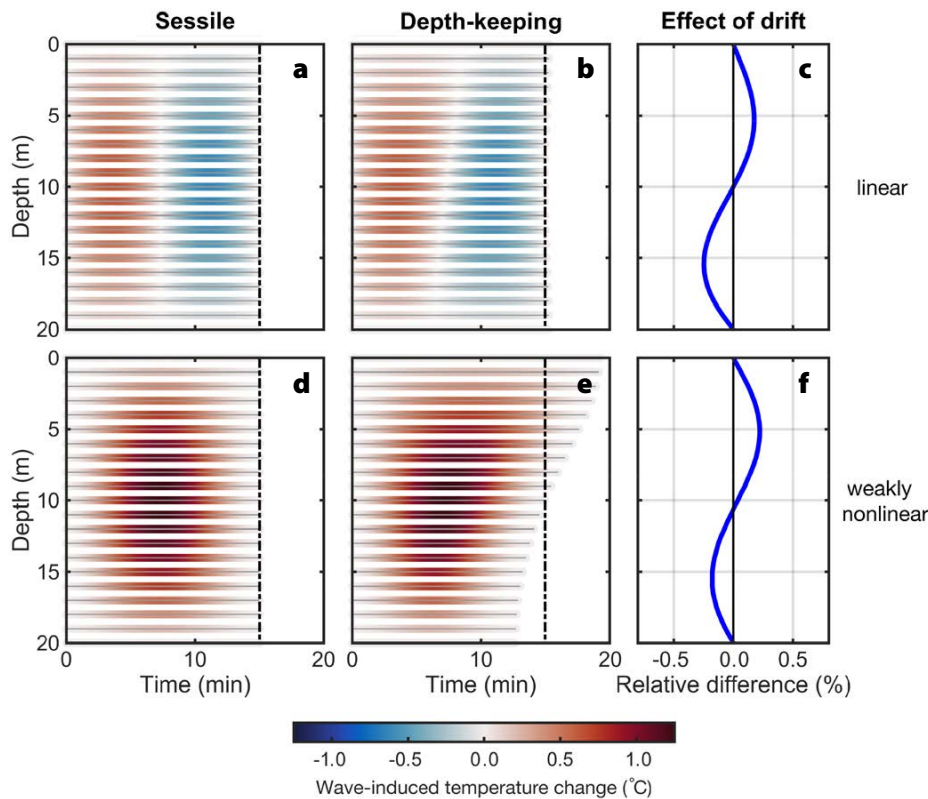 Sessile
Depth-keeping
Effect of drift
0
5
10
15
20
Depth (m)
a
b
c
linear
0
5
10
15
20
Depth (m)
d
e
f
weakly
nonlinear
0 10 20
0 10 20
-0.5 0.0 0.5
Time (min)
Time (min)
Relative difference (%)
-1.0 -0.5 0.0 0.5 1.0
Wave-induced temperature change (°C)